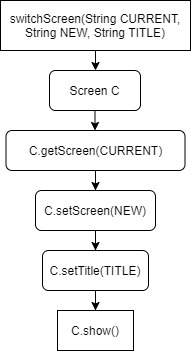 switchScreen(String CURRENT,
String NEW, String TITLE)
Screen C
C.getScreen(CURRENT)
C.setScreen(NEW)
C.setTitle(TITLE)
C.show()